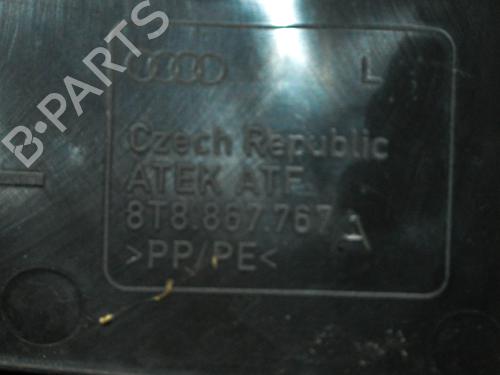 B-PARTS
L
Czech Republic
ATEK ATF
8T8.867.767 A
>PP/PE<